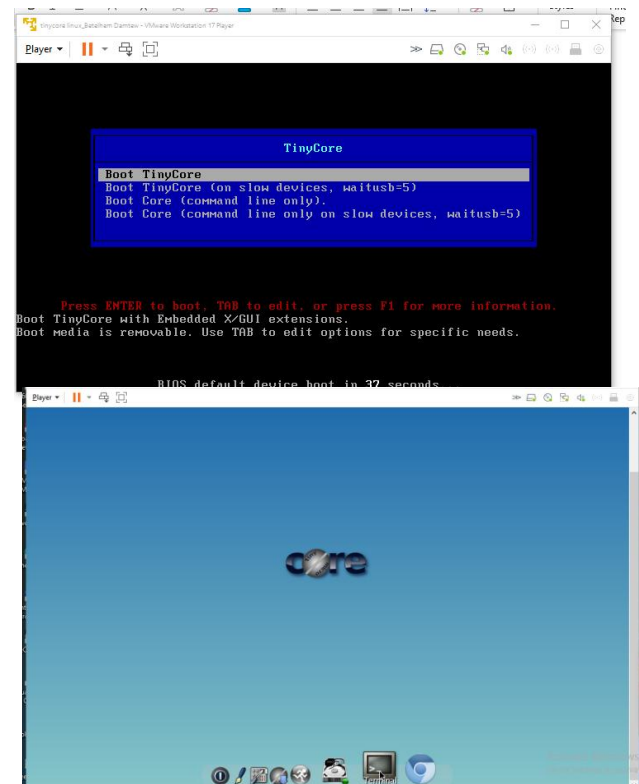 tinycore linux_Betelhem Damtaw - VMware Workstation 17 Player
Rep
Player
TinyCore
Boot TinyCore
Boot TinyCore (on slow devices, waitusb=5)
Boot Core (command line only).
Boot Core (command line only on slow devices, waitusb=5)
Press ENTER to boot, TAB to edit, or press F1 for more information.
Boot TinyCore with Embedded X/GUI extensions.
Boot media is removable. Use TAB to edit options for specific needs.
BIOS default device boot in 37 seconds.
Player
core
Terminal